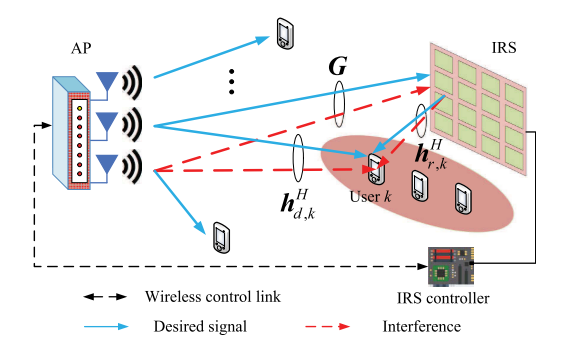 AP
IRS
G
h_{r,k}^{H}
User k
h_{d,k}^{H}
IRS controller
Wireless control link
Desired signal
Interference